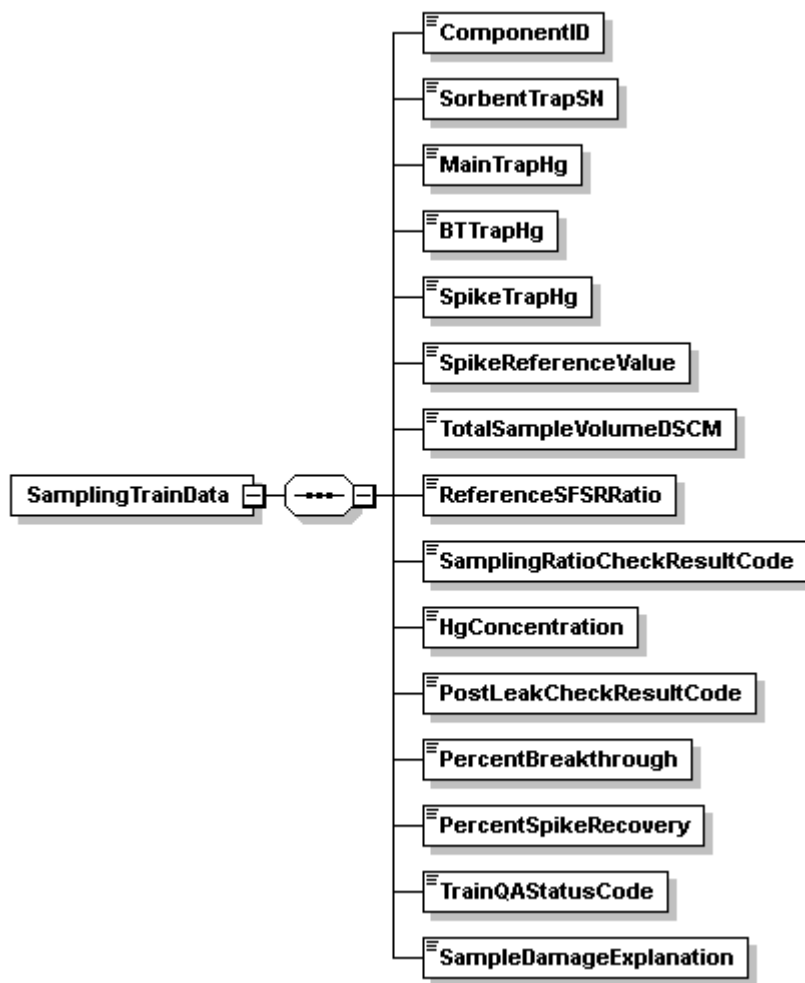 ComponentID
SorbentTrapSN
MainTrapHg
BTTrapHg
SpikeTrapHg
SpikeReferenceValue
TotalSampleVolumeDSCM
SamplingTrainData
ReferenceSFSRRatio
SamplingRatioCheckResultCode
HgConcentration
PostLeakCheckResultCode
PercentBreakthrough
PercentSpikeRecovery
TrainQAStatusCode
SampleDamageExplanation